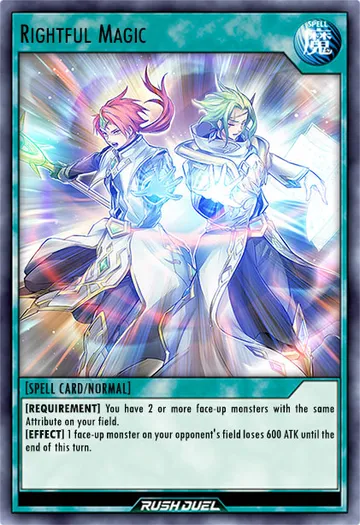 RIGHTFUL MAGIC
SPELL
魔
[SPELL CARD/NORMAL]
[REQUIREMENT] You have 2 or more face-up monsters with the same
Attribute on your field.
[EFFECT] 1 face-up monster on your opponent's field loses 600 ATK until the
end of this turn.
RUSH DUEL